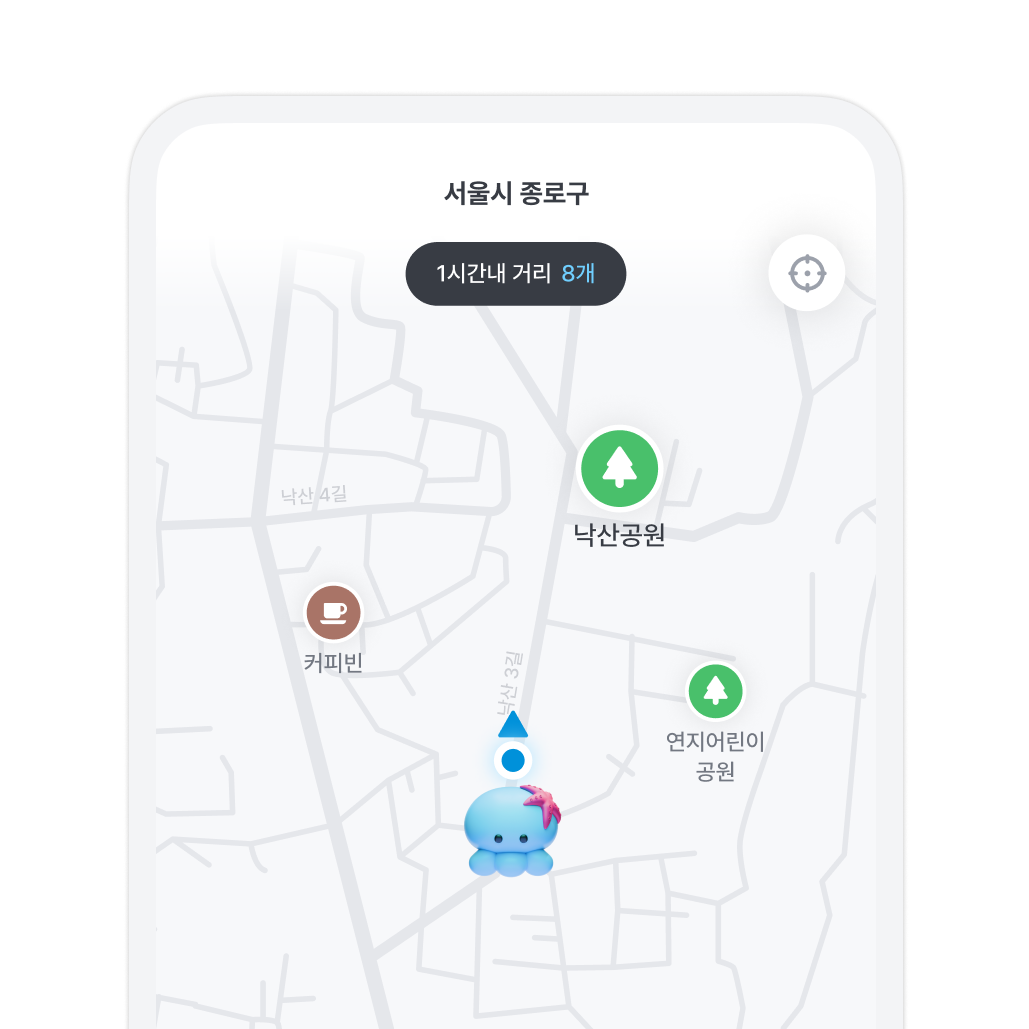 서울시 종로구
1시간내 거리 8개
낙산공원
낙산 4길
커피빈
낙산 3길
연지어린이
공원